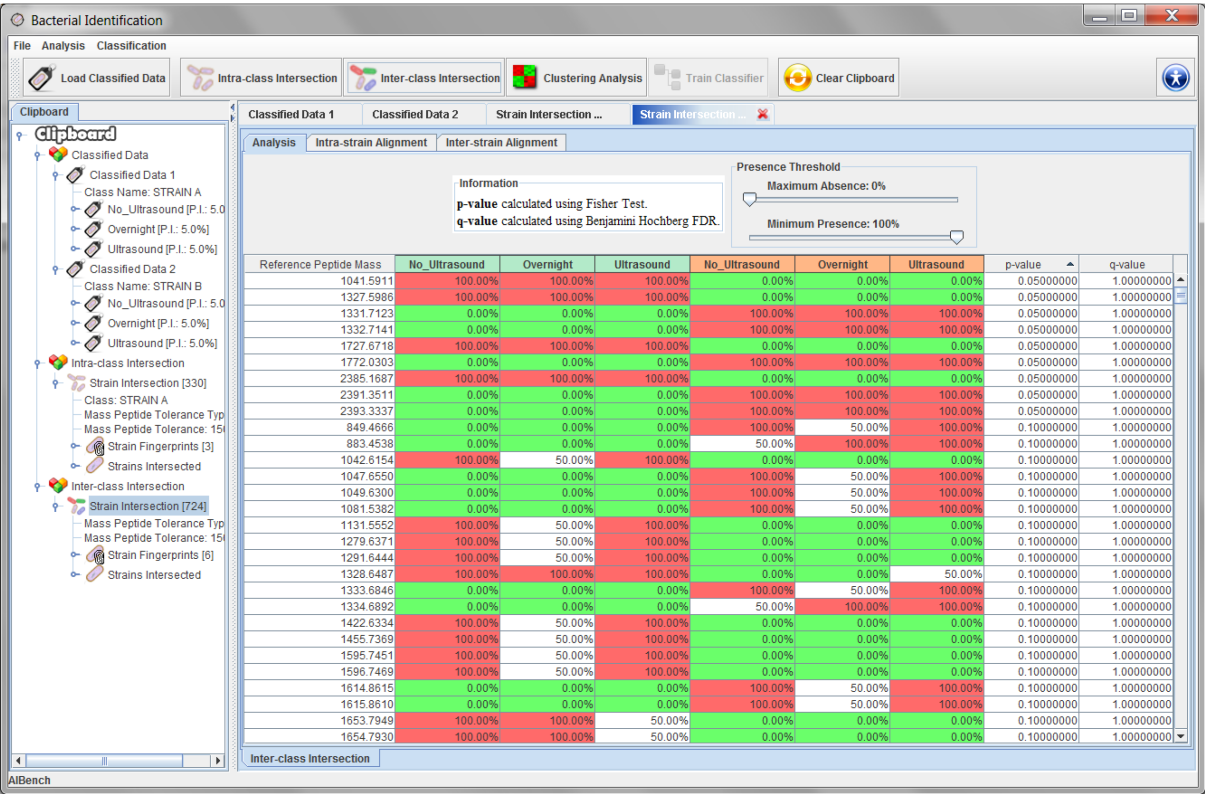 Bacterial Identification
File Analysis Classification
Load Classified Data Intra-class Intersection Inter-class Intersection Clustering Analysis Train Classifier Clear Clipboard
Clipboard
Clipboard
Classified Data
Classified Data 1
Class Name: STRAIN A
No_Ultrasound [P.I.: 5.0
Overnight [P.I.: 5.0%]
Ultrasound [P.I.: 5.0%]
Classified Data 2
Class Name: STRAIN B
No_Ultrasound [P.I.: 5.0
Overnight [P.I.: 5.0%]
Ultrasound [P.I.: 5.0%]
Intra-class Intersection
Strain Intersection [330]
Class: STRAIN A
Mass Peptide Tolerance Typ
Mass Peptide Tolerance: 150
Strain Fingerprints [3]
Strains Intersected
Inter-class Intersection
Strain Intersection [724]
Mass Peptide Tolerance Typ
Mass Peptide Tolerance: 150
Strain Fingerprints [6]
Strains Intersected
Classified Data 1 Classified Data 2 Strain Intersection ... Strain Intersection ...
Analysis Intra-strain Alignment Inter-strain Alignment
Information
p-value calculated using Fisher Test.
q-value calculated using Benjamini Hochberg FDR.
Presence Threshold
Maximum Absence: 0%
Minimum Presence: 100%
Reference Peptide Mass No_Ultrasound Overnight Ultrasound No_Ultrasound Overnight Ultrasound p-value q-value
1041.5911 100.00% 100.00% 100.00% 0.00% 0.00% 0.00% 0.05000000 1.00000000
1327.5986 100.00% 100.00% 100.00% 0.00% 0.00% 0.00% 0.05000000 1.00000000
1331.7123 0.00% 0.00% 0.00% 100.00% 100.00% 100.00% 0.05000000 1.00000000
1332.7141 0.00% 0.00% 0.00% 100.00% 100.00% 100.00% 0.05000000 1.00000000
1727.6718 100.00% 100.00% 100.00% 0.00% 0.00% 0.00% 0.05000000 1.00000000
1772.0303 0.00% 0.00% 0.00% 100.00% 100.00% 100.00% 0.05000000 1.00000000
2385.1687 100.00% 100.00% 100.00% 0.00% 0.00% 0.00% 0.05000000 1.00000000
2391.3511 0.00% 0.00% 0.00% 100.00% 100.00% 100.00% 0.05000000 1.00000000
2393.3337 0.00% 0.00% 0.00% 100.00% 100.00% 100.00% 0.05000000 1.00000000
849.4666 0.00% 0.00% 0.00% 100.00% 50.00% 100.00% 0.10000000 1.00000000
883.4538 0.00% 0.00% 0.00% 50.00% 100.00% 100.00% 0.10000000 1.00000000
1042.6154 100.00% 50.00% 100.00% 0.00% 0.00% 0.00% 0.10000000 1.00000000
1047.6550 0.00% 0.00% 0.00% 100.00% 50.00% 100.00% 0.10000000 1.00000000
1049.6300 0.00% 0.00% 0.00% 100.00% 50.00% 100.00% 0.10000000 1.00000000
1081.5382 0.00% 0.00% 0.00% 100.00% 50.00% 100.00% 0.10000000 1.00000000
1131.5552 100.00% 50.00% 100.00% 0.00% 0.00% 0.00% 0.10000000 1.00000000
1279.6371 100.00% 50.00% 100.00% 0.00% 0.00% 0.00% 0.10000000 1.00000000
1291.6444 100.00% 50.00% 100.00% 0.00% 0.00% 0.00% 0.10000000 1.00000000
1328.6487 100.00% 100.00% 100.00% 0.00% 0.00% 50.00% 0.10000000 1.00000000
1333.6846 0.00% 0.00% 0.00% 100.00% 50.00% 100.00% 0.10000000 1.00000000
1334.6892 0.00% 0.00% 0.00% 50.00% 100.00% 100.00% 0.10000000 1.00000000
1422.6334 100.00% 50.00% 100.00% 0.00% 0.00% 0.00% 0.10000000 1.00000000
1455.7369 100.00% 50.00% 100.00% 0.00% 0.00% 0.00% 0.10000000 1.00000000
1595.7451 100.00% 50.00% 100.00% 0.00% 0.00% 0.00% 0.10000000 1.00000000
1596.7469 100.00% 50.00% 100.00% 0.00% 0.00% 0.00% 0.10000000 1.00000000
1614.8615 0.00% 0.00% 0.00% 100.00% 50.00% 100.00% 0.10000000 1.00000000
1615.8610 0.00% 0.00% 0.00% 100.00% 50.00% 100.00% 0.10000000 1.00000000
1653.7949 100.00% 100.00% 50.00% 0.00% 0.00% 0.00% 0.10000000 1.00000000
1654.7930 100.00% 100.00% 50.00% 0.00% 0.00% 0.00% 0.10000000 1.00000000
Inter-class Intersection
AIBench